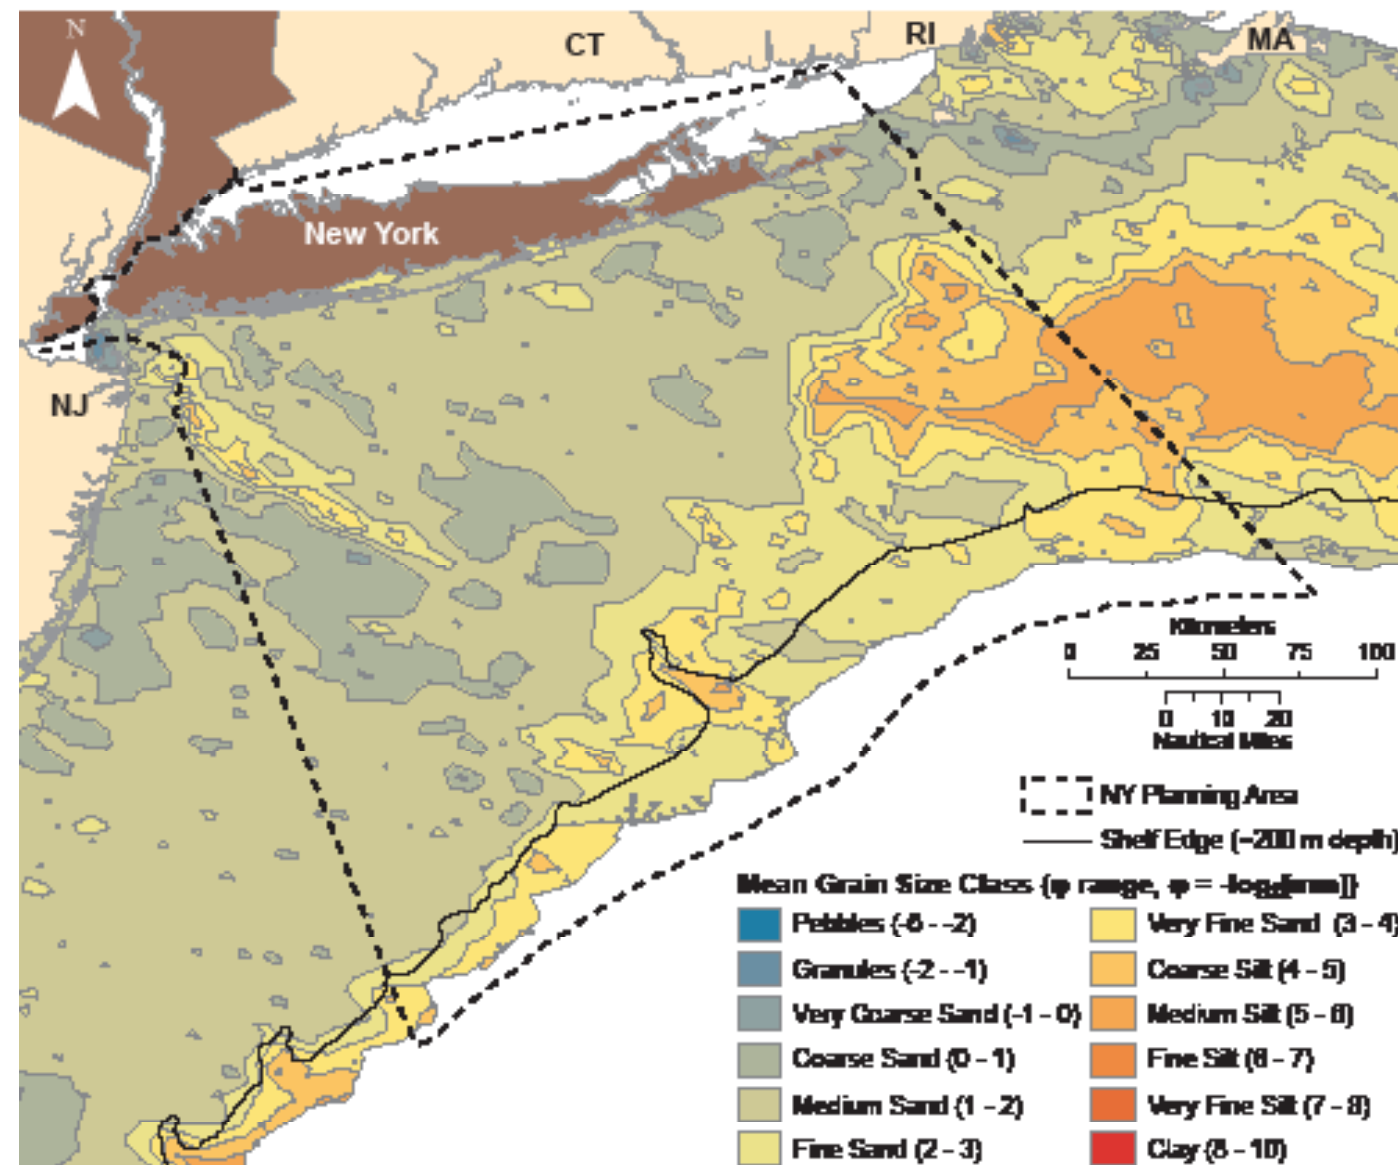 N
CT
RI
MA
New York
NJ
Kilometers
0 25 50 75 100
0 10 20
Nautical Miles
NY Planning Area
Shelf Edge (~200 m depth)
Mean Grain Size Class (φ range, φ = -log₂[mm])
Pebbles (-6 - -2)
Granules (-2 - -1)
Very Coarse Sand (-1 - 0)
Coarse Sand (0 - 1)
Medium Sand (1 - 2)
Fine Sand (2 - 3)
Very Fine Sand (3 - 4)
Coarse Silt (4 - 5)
Medium Silt (5 - 6)
Fine Silt (6 - 7)
Very Fine Silt (7 - 8)
Clay (8 - 10)